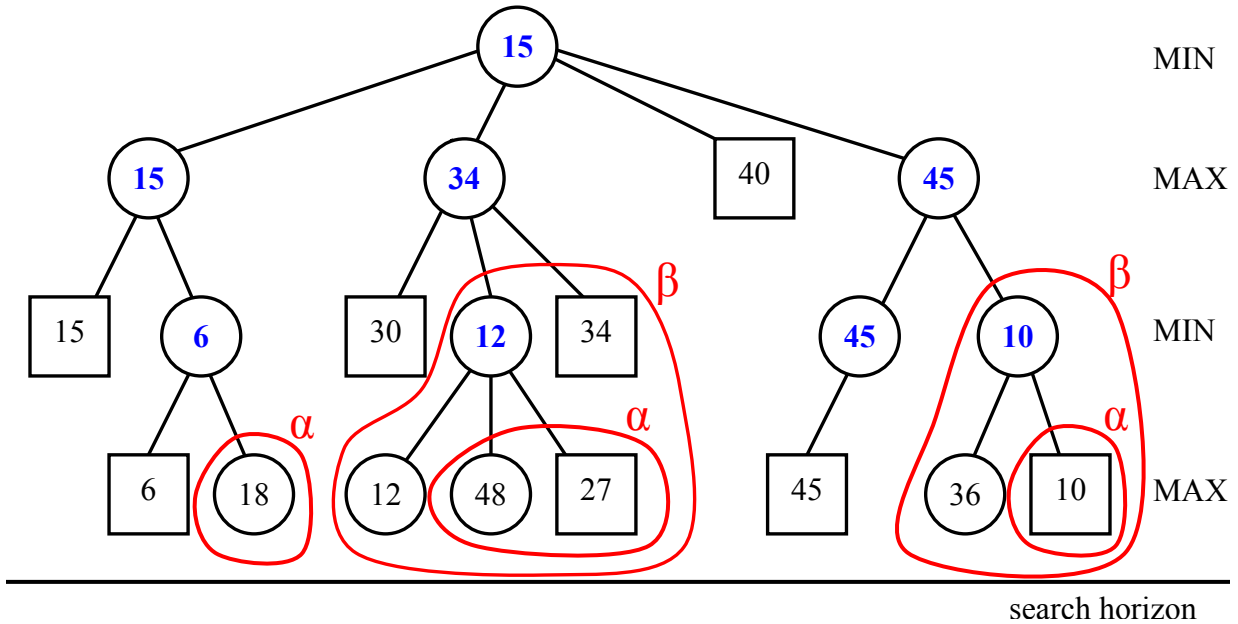 15 MIN
15 34 40 45 MAX
β β
15 6 30 12 34 45 10 MIN
α α α
6 18 12 48 27 45 36 10 MAX
search horizon